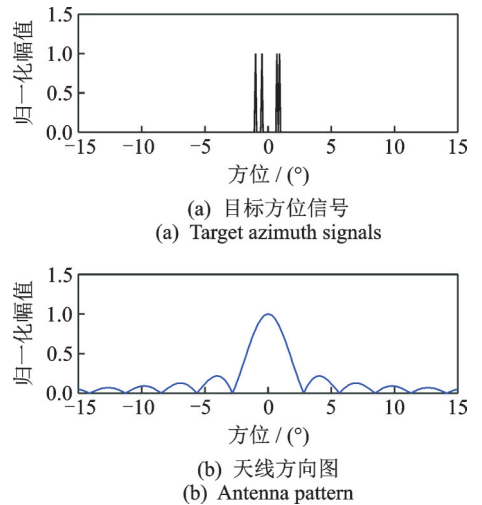 1.5
1.0
0.5
0.0
归一化幅值
−15 −10 −5 0 5 10 15
方位 / (°)
(a) 目标方位信号
(a) Target azimuth signals
1.5
1.0
0.5
0.0
归一化幅值
−15 −10 −5 0 5 10 15
方位 / (°)
(b) 天线方向图
(b) Antenna pattern